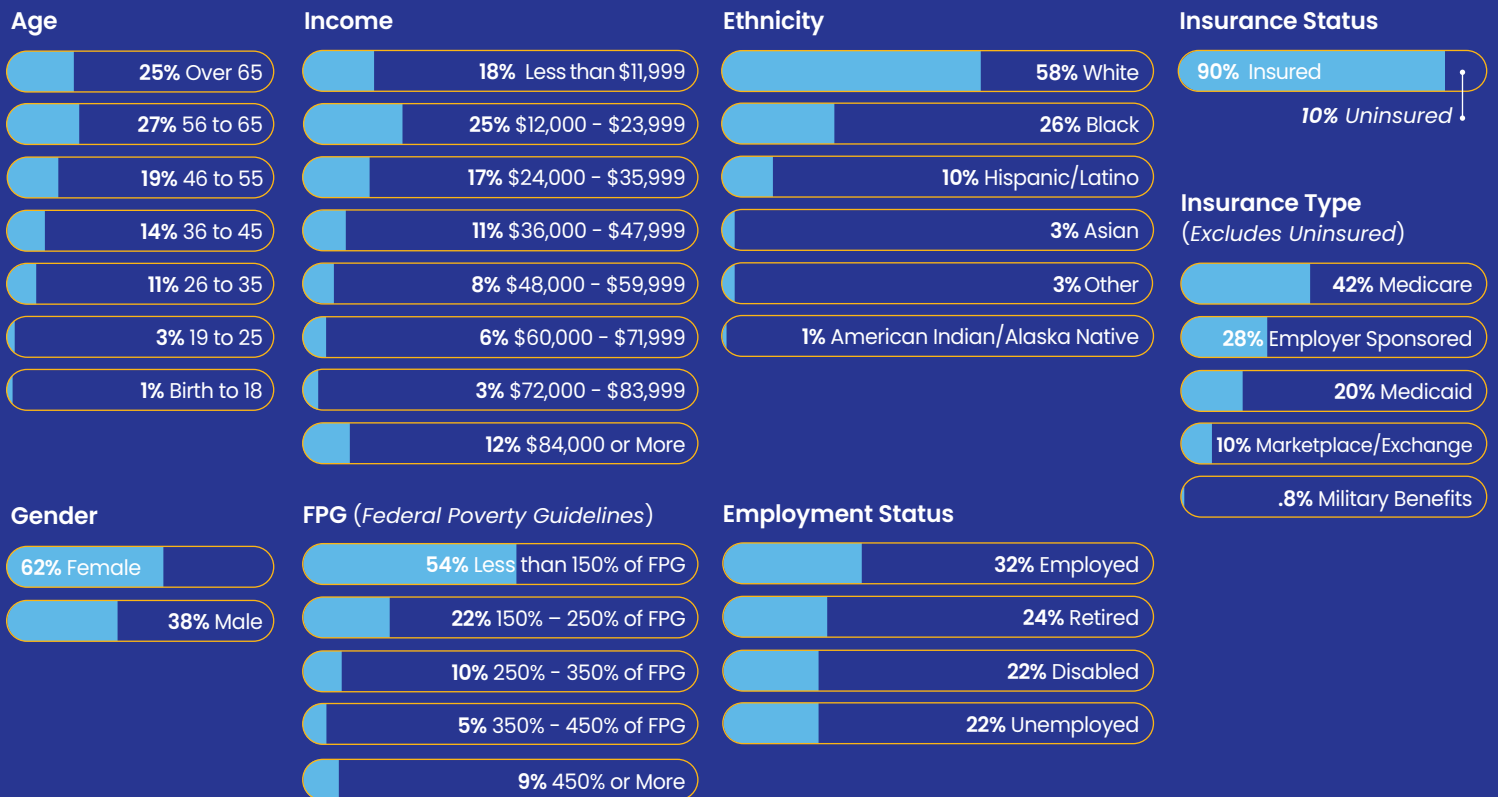 Age
25% Over 65
27% 56 to 65
19% 46 to 55
14% 36 to 45
11% 26 to 35
3% 19 to 25
1% Birth to 18
Income
18% Less than $11,999
25% $12,000 - $23,999
17% $24,000 - $35,999
11% $36,000 - $47,999
8% $48,000 - $59,999
6% $60,000 - $71,999
3% $72,000 - $83,999
12% $84,000 or More
Ethnicity
58% White
26% Black
10% Hispanic/Latino
3% Asian
3% Other
1% American Indian/Alaska Native
Insurance Status
90% Insured
10% Uninsured
Insurance Type
(Excludes Uninsured)
42% Medicare
28% Employer Sponsored
20% Medicaid
10% Marketplace/Exchange
.8% Military Benefits
Gender
62% Female
38% Male
FPG (Federal Poverty Guidelines)
54% Less than 150% of FPG
22% 150% – 250% of FPG
10% 250% - 350% of FPG
5% 350% - 450% of FPG
9% 450% or More
Employment Status
32% Employed
24% Retired
22% Disabled
22% Unemployed